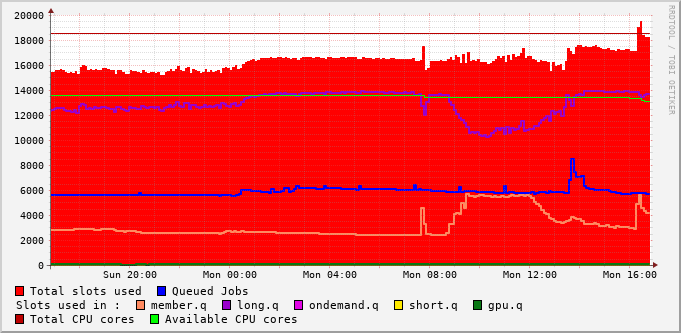 20000
18000
16000
14000
12000
10000
8000
6000
4000
2000
0
Sun 20:00 Mon 00:00 Mon 04:00 Mon 08:00 Mon 12:00 Mon 16:00
Total slots used Queued Jobs
Slots used in : member.q long.q ondemand.q short.q gpu.q
Total CPU cores Available CPU cores
RRDTOOL / TOBI OETIKER